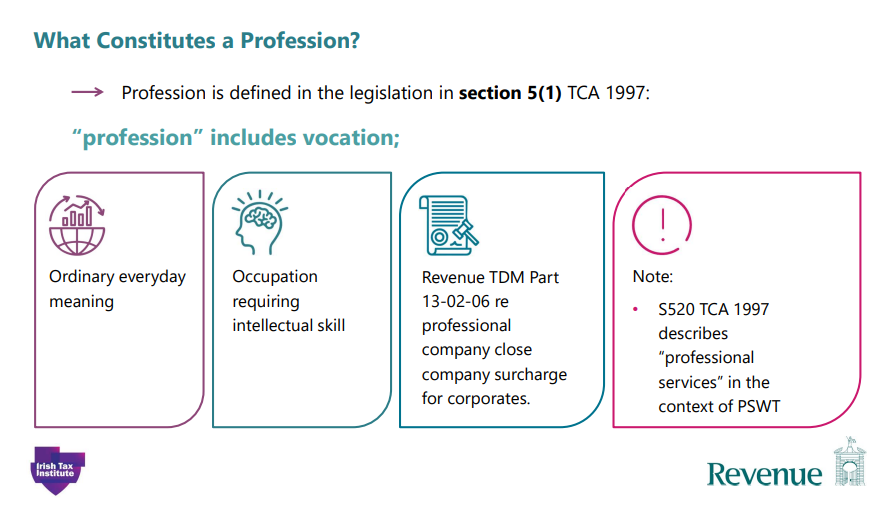 What Constitutes a Profession?
Profession is defined in the legislation in section 5(1) TCA 1997:
“profession” includes vocation;
Ordinary everyday
meaning
Occupation
requiring
intellectual skill
Revenue TDM Part
13-02-06 re
professional
company close
company surcharge
for corporates.
Note:
• S520 TCA 1997
describes
“professional
services” in the
context of PSWT
Irish Tax
Institute
Revenue